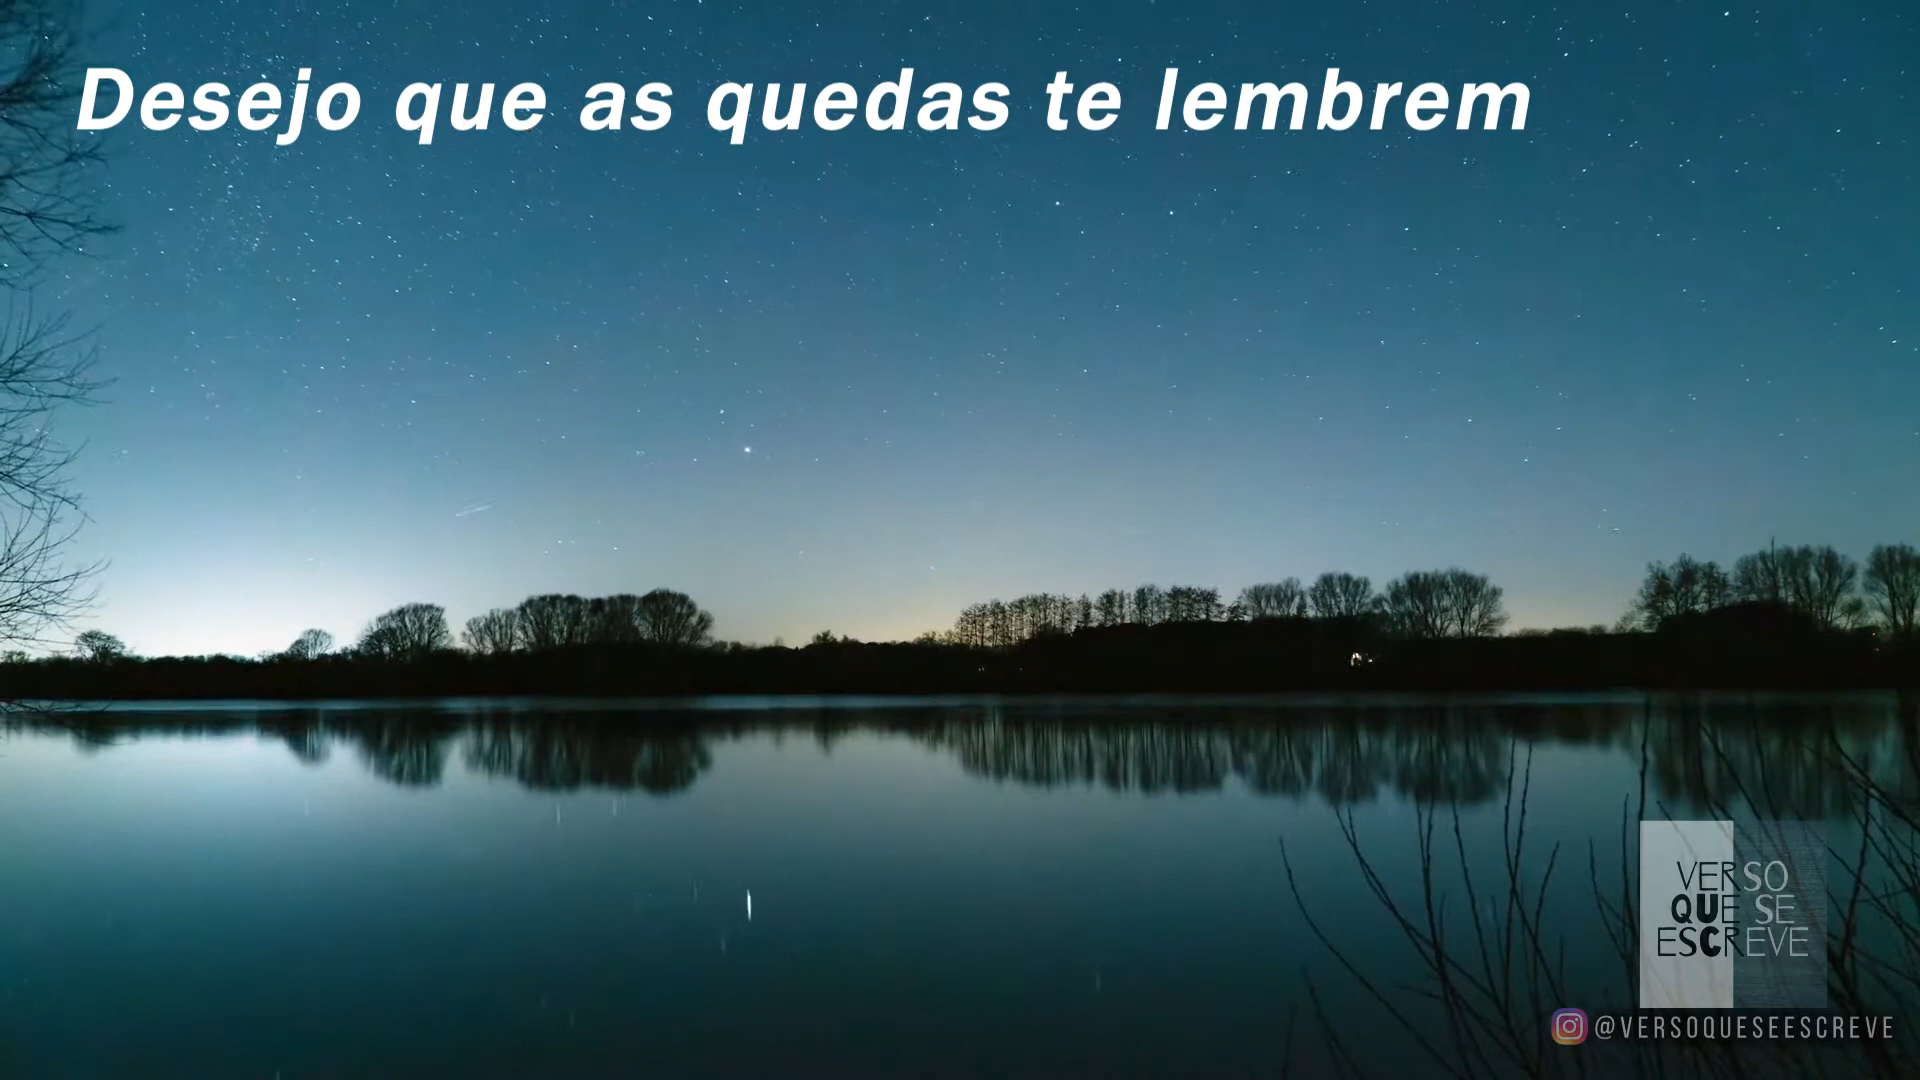 Desejo que as quedas te lembrem
VERSO
QUE SE
ESCREVE
@VERSOQUESEESCREVE